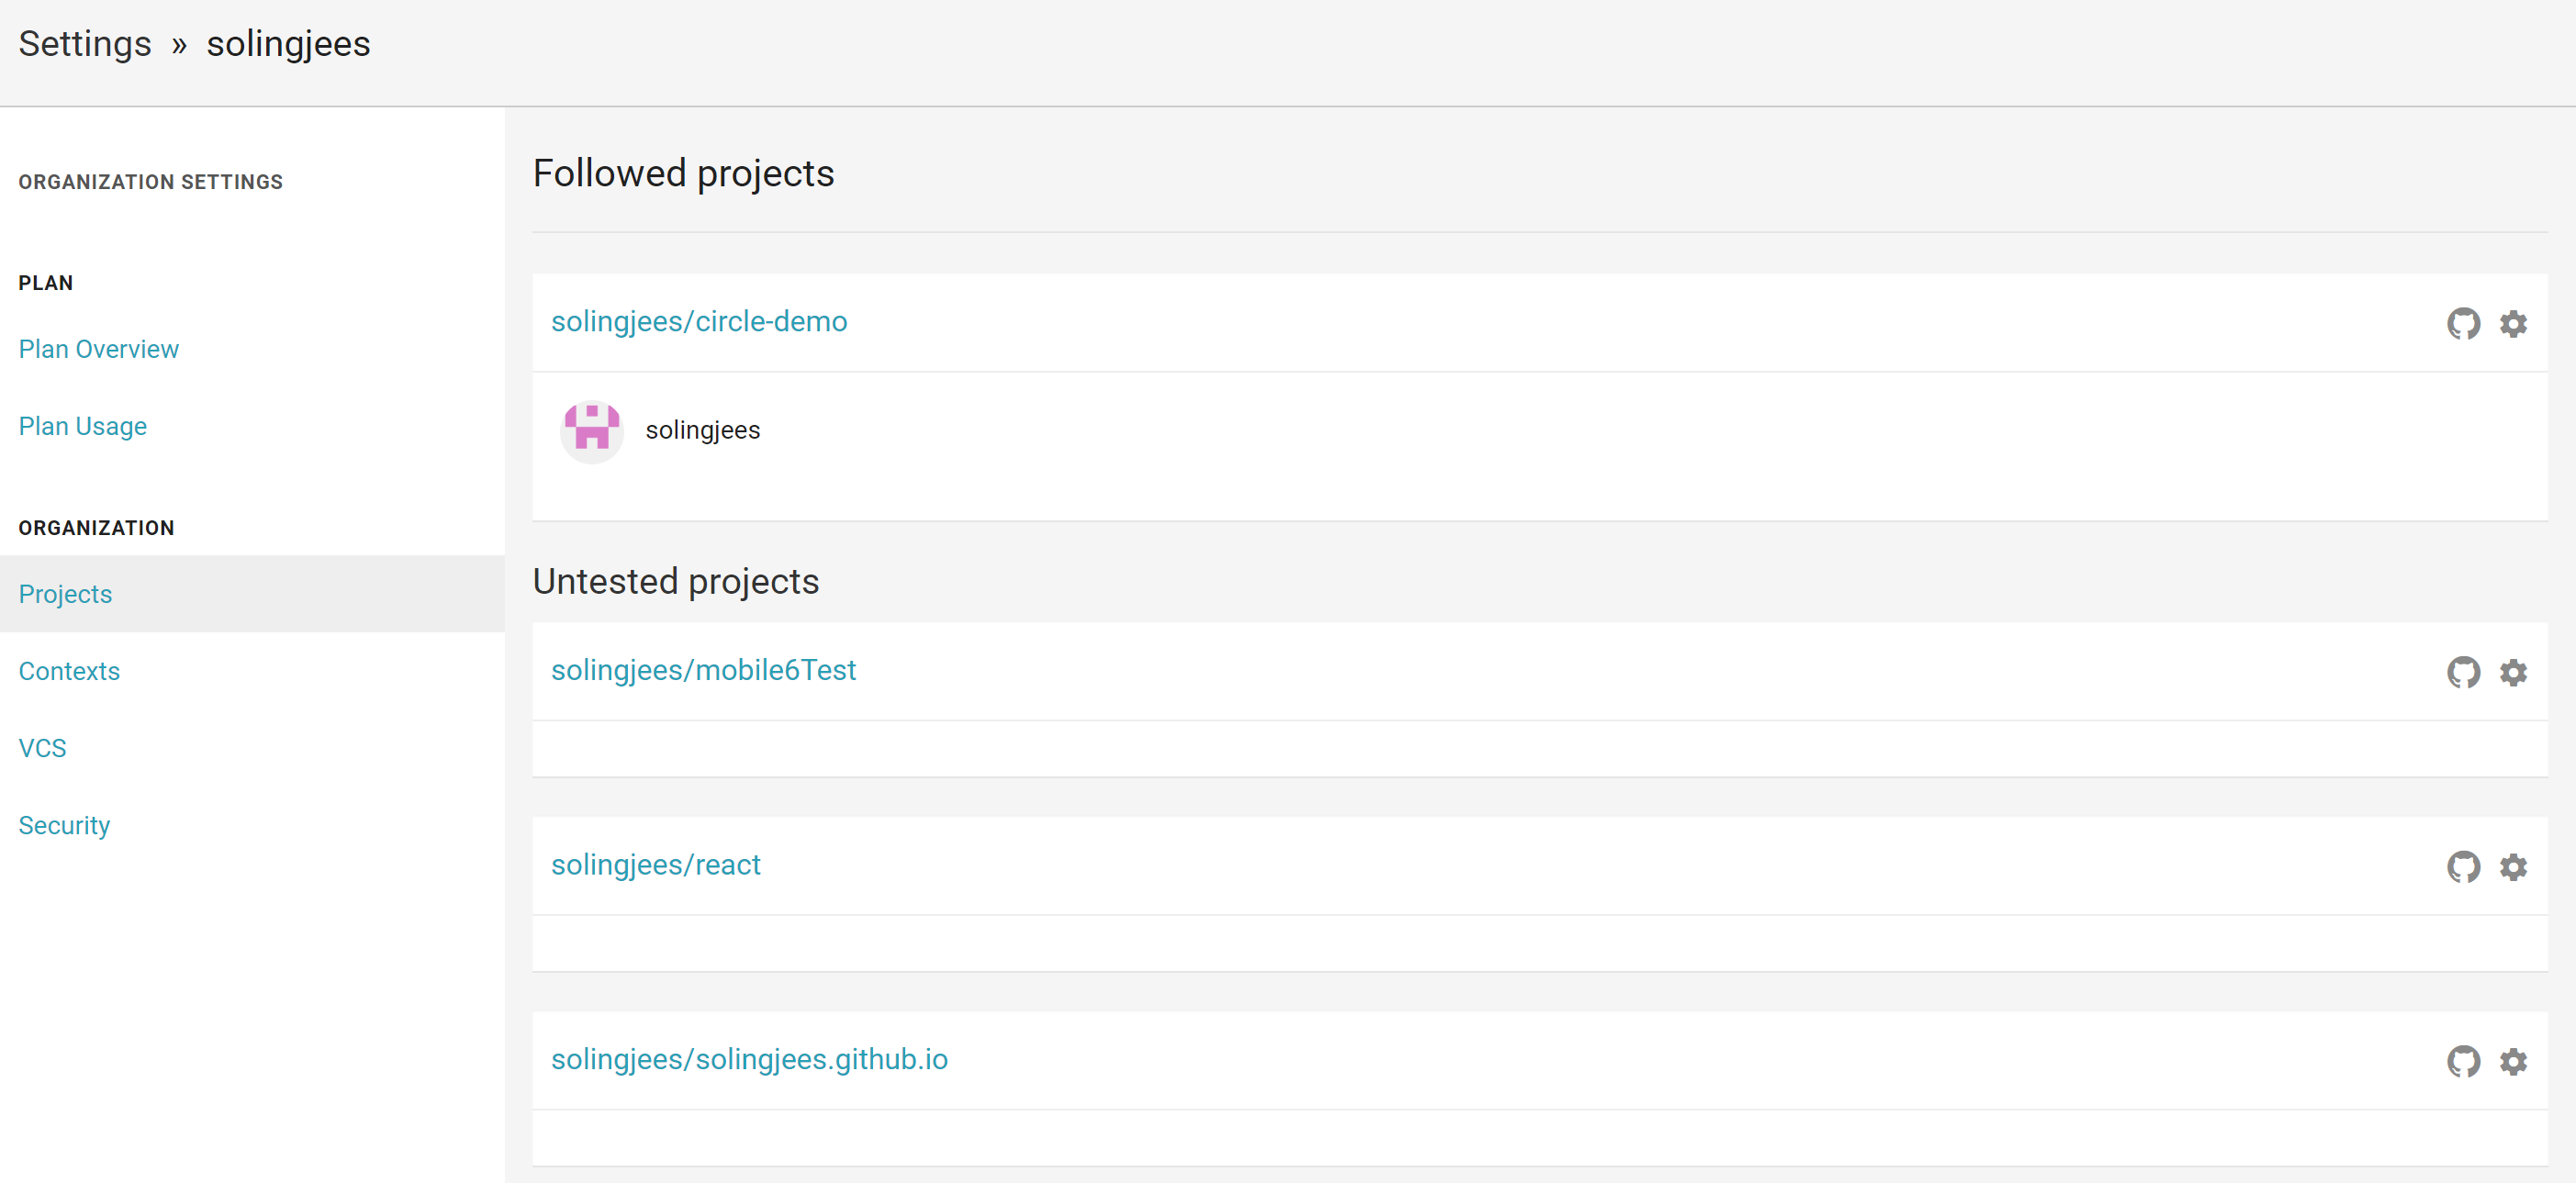 Settings » solingjees
ORGANIZATION SETTINGS
PLAN
Plan Overview
Plan Usage
ORGANIZATION
Projects
Contexts
VCS
Security
Followed projects
solingjees/circle-demo
solingjees
Untested projects
solingjees/mobile6Test
solingjees/react
solingjees/solingjees.github.io